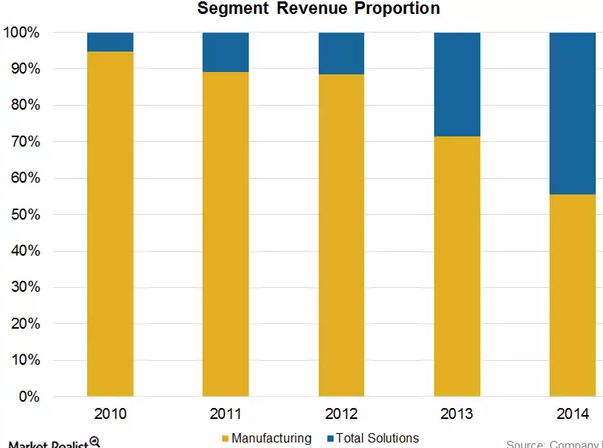 Segment Revenue Proportion
100%
90%
80%
70%
60%
50%
40%
30%
20%
10%
0%
2010 2011 2012 2013 2014
Manufacturing Total Solutions
Market Realist Source: Company